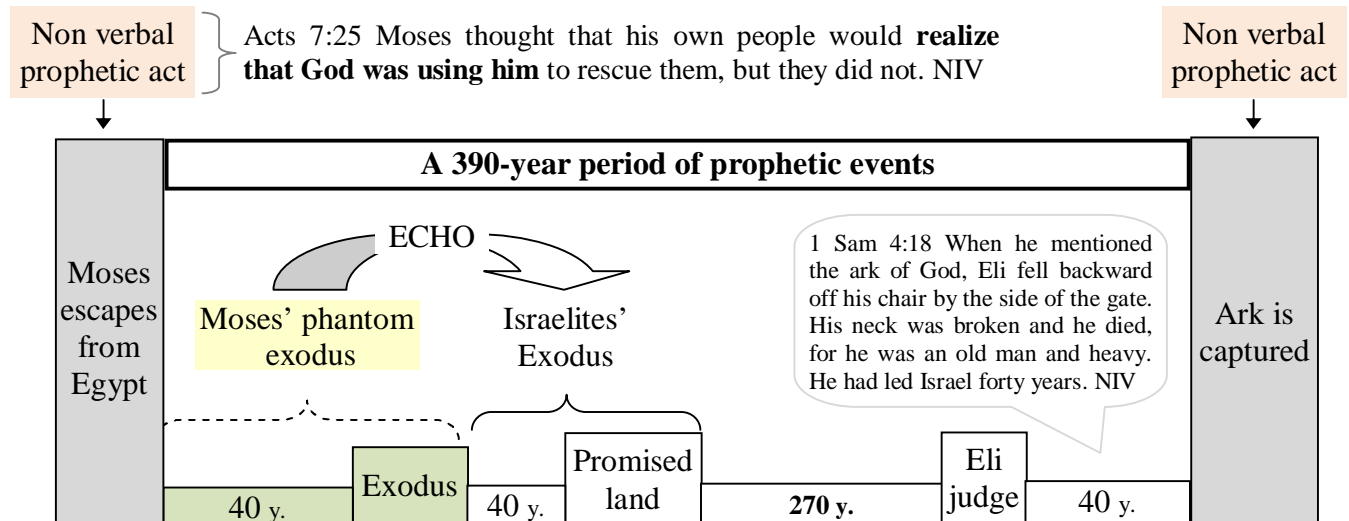 Non verbal
prophetic act
Acts 7:25 Moses thought that his own people would realize
that God was using him to rescue them, but they did not. NIV
Non verbal
prophetic act
A 390-year period of prophetic events
Moses
escapes
from
Egypt
ECHO
Moses’ phantom
exodus
Israelites’
Exodus
1 Sam 4:18 When he mentioned
the ark of God, Eli fell backward
off his chair by the side of the gate.
His neck was broken and he died,
for he was an old man and heavy.
He had led Israel forty years. NIV
Ark is
captured
40 y.
Exodus
40 y.
Promised
land
270 y.
Eli
judge
40 y.